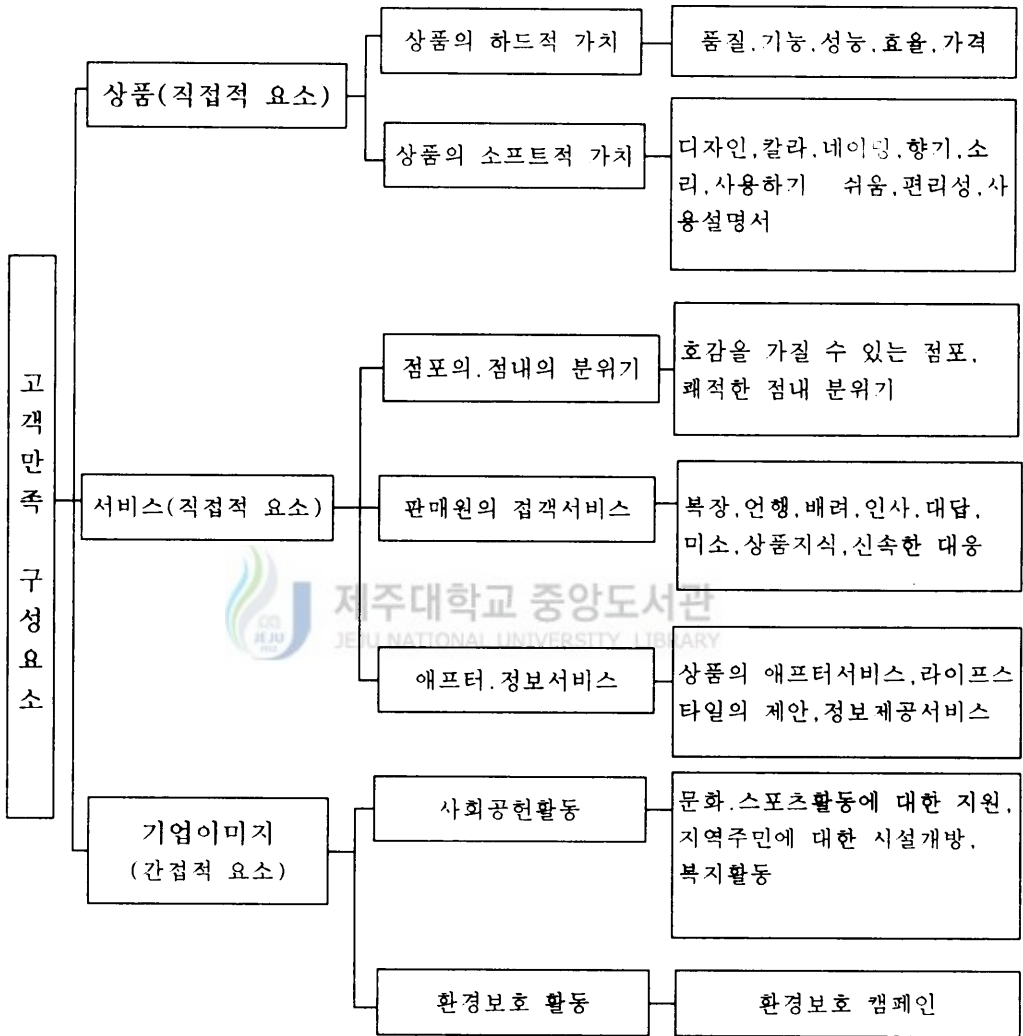 상품의 하드적 가치
품질,기능,성능,효율,가격
상품(직접적 요소)
상품의 소프트적 가치
디자인,칼라,네이밍,향기,소
리,사용하기 쉬움,편리성,사
용설명서
고객만족 구성요소
점포의.점내의 분위기
호감을 가질 수 있는 점포,
쾌적한 점내 분위기
서비스(직접적 요소)
판매원의 접객서비스
복장,언행,배려,인사,대답,
미소,상품지식,신속한 대응
제주대학교 중앙도서관
JEJU NATIONAL UNIVERSITY LIBRARY
JEJU
1952
애프터.정보서비스
상품의 애프터서비스,라이프스
타일의 제안,정보제공서비스
기업이미지
(간접적 요소)
사회공헌활동
문화.스포츠활동에 대한 지원,
지역주민에 대한 시설개방,
복지활동
환경보호 활동
환경보호 캠페인